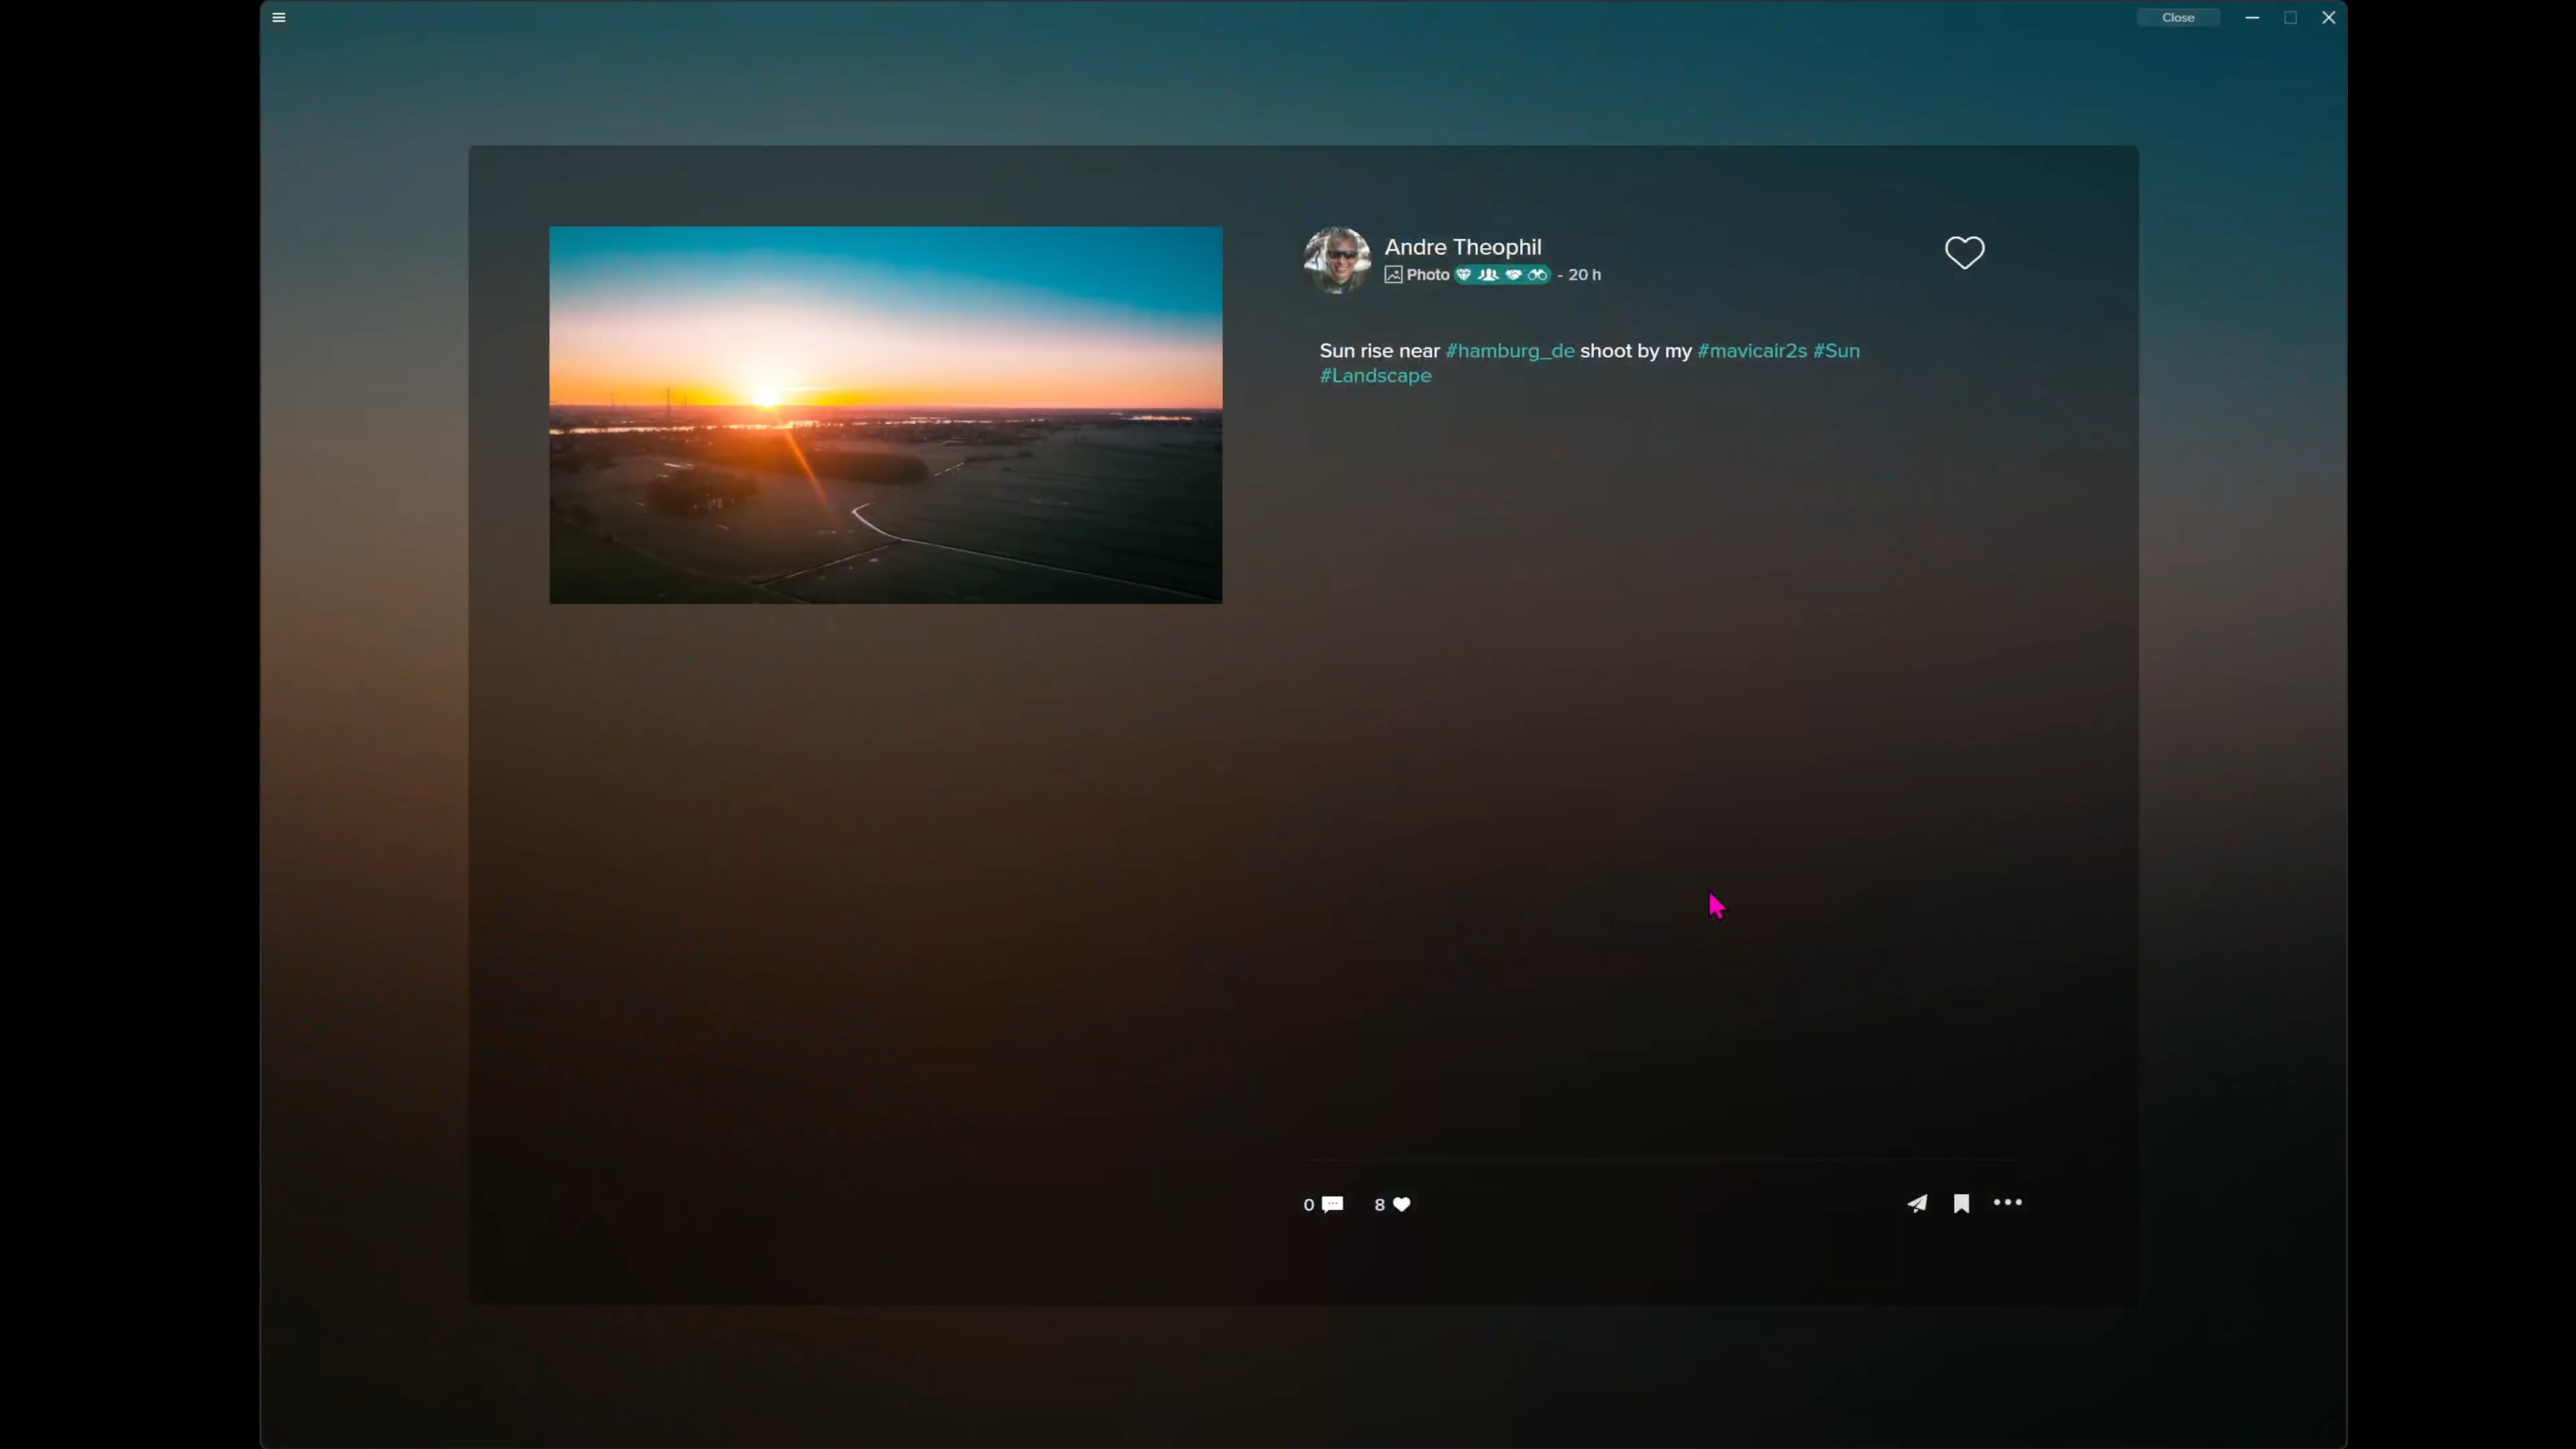 Close
Andre Theophil
Photo - 20 h
Sun rise near #hamburg_de shoot by my #mavicair2s #Sun
#Landscape
0 8